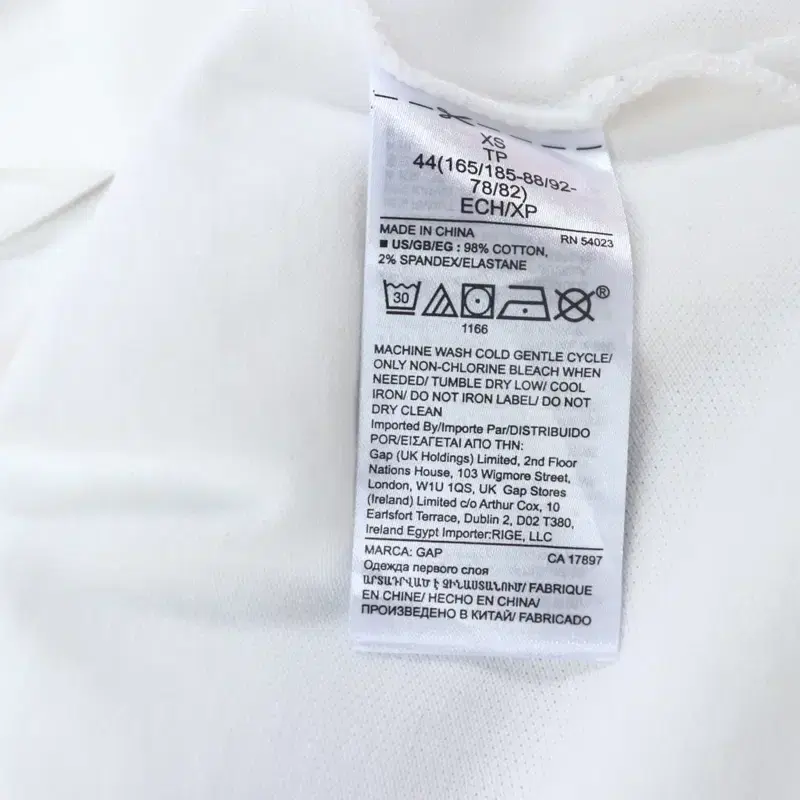 XS
TP
44(165/185-88/92-
78/82)
ECH/XP
MADE IN CHINA RN 54023
■ US/GB/EG : 98% COTTON,
2% SPANDEX/ELASTANE
30 ®
1166
MACHINE WASH COLD GENTLE CYCLE/
ONLY NON-CHLORINE BLEACH WHEN
NEEDED/ TUMBLE DRY LOW/ COOL
IRON/ DO NOT IRON LABEL/ DO NOT
DRY CLEAN
Imported By/Importe Par/DISTRIBUIDO
POR/ΕΙΣΑΓΕΤΑΙ ΑΠΟ ΤΗΝ:
Gap (UK Holdings) Limited, 2nd Floor
Nations House, 103 Wigmore Street,
London, W1U 1QS, UK Gap Stores
(Ireland) Limited c/o Arthur Cox, 10
Earlsfort Terrace, Dublin 2, D02 T380,
Ireland Egypt Importer:RIGE, LLC
MARCA: GAP CA 17897
Одежда первого слоя
ԱՐՏԱԴՐՎԱԾ Է ՉԻՆԱՍՏԱՆՈՒՄ/ FABRIQUE
EN CHINE/ HECHO EN CHINA/
ПРОИЗВЕДЕНО В КИТАЙ/ FABRICADO